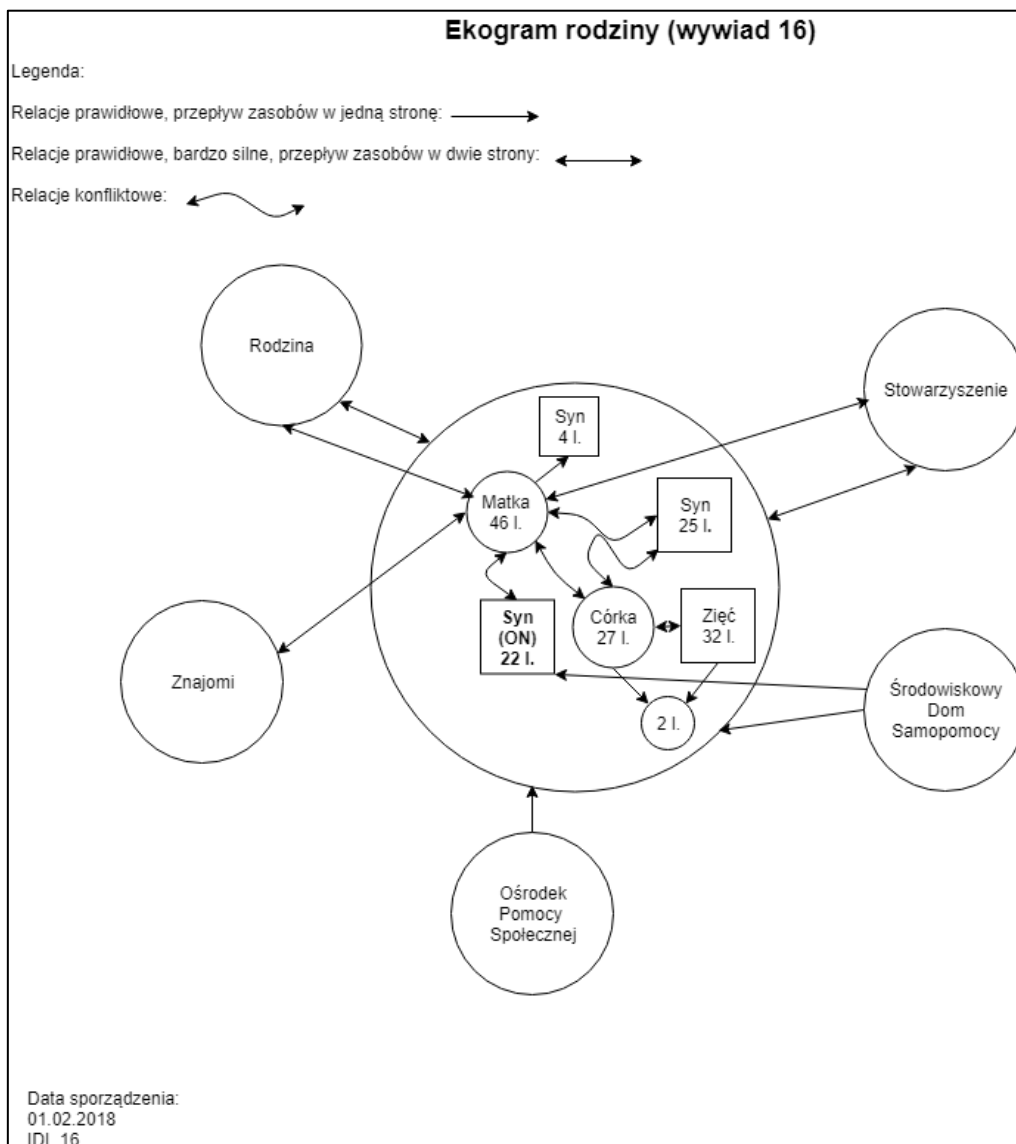 Ekogram rodziny (wywiad 16)
Legenda:
Relacje prawidłowe, przepływ zasobów w jedną stronę:
Relacje prawidłowe, bardzo silne, przepływ zasobów w dwie strony:
Relacje konfliktowe:
Rodzina
Stowarzyszenie
Syn
4 l.
Matka
46 l.
Syn
25 l.
Syn
(ON)
22 l.
Córka
27 l.
Zięć
32 l.
2 l.
Znajomi
Środowiskowy
Dom
Samopomocy
Ośrodek
Pomocy
Społecznej
Data sporządzenia:
01.02.2018
IDI_16